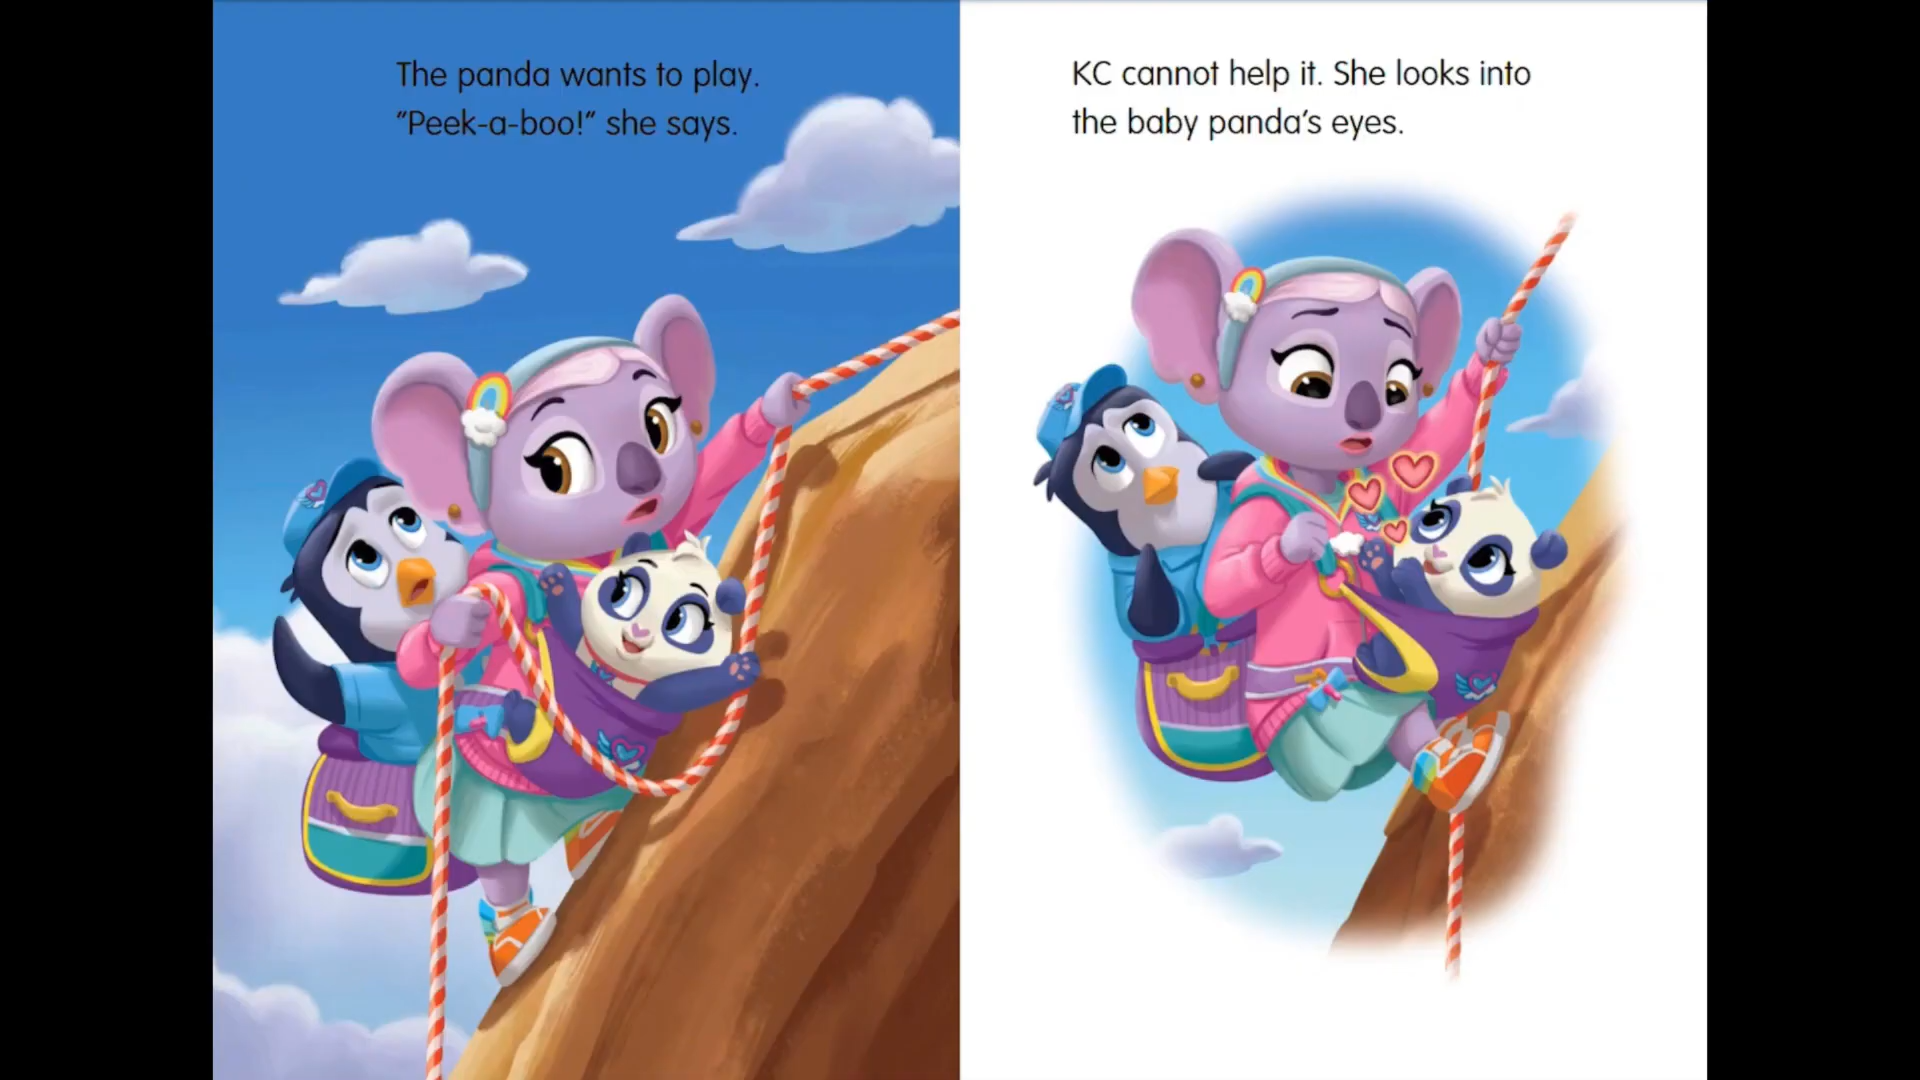 The panda wants to play.
“Peek-a-boo!” she says.
KC cannot help it. She looks into
the baby panda’s eyes.